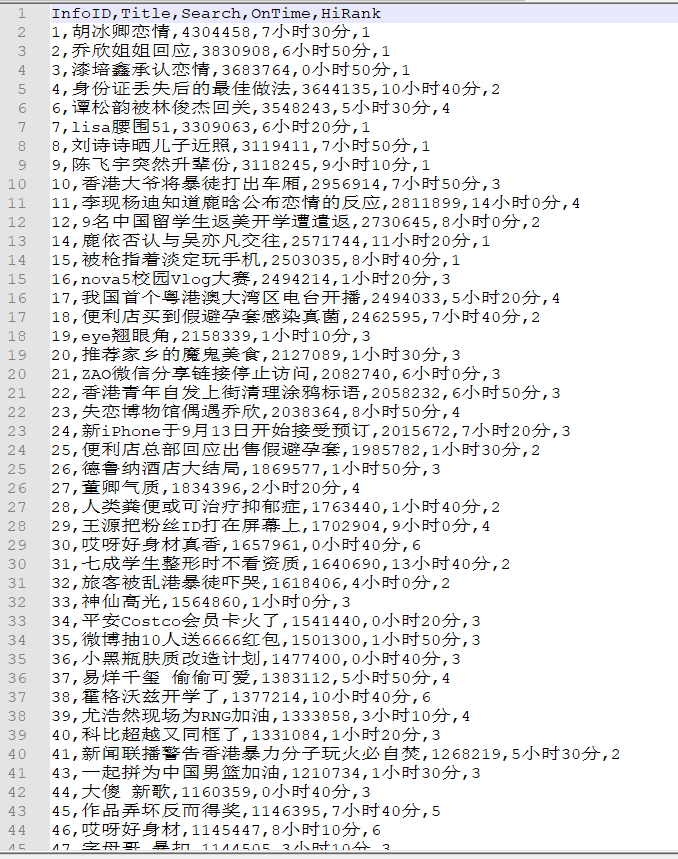 1 InfoID,Title,Search,OnTime,HiRank
2 1,胡冰卿恋情,4304458,7小时30分,1
3 2,乔欣姐姐回应,3830908,6小时50分,1
4 3,漆培鑫承认恋情,3683764,0小时50分,1
5 4,身份证丢失后的最佳做法,3644135,10小时40分,2
6 6,谭松韵被林俊杰回关,3548243,5小时30分,4
7 7,lisa腰围51,3309063,6小时20分,1
8 8,刘诗诗晒儿子近照,3119411,7小时50分,1
9 9,陈飞宇突然升辈份,3118245,9小时10分,1
10 10,香港大爷将暴徒打出车厢,2956914,7小时50分,3
11 11,李现杨迪知道鹿晗公布恋情的反应,2811899,14小时0分,4
12 12,9名中国留学生返美开学遭遣返,2730645,8小时0分,2
13 14,鹿依否认与吴亦凡交往,2571744,11小时20分,1
14 15,被枪指着淡定玩手机,2503035,8小时40分,1
15 16,nova5校园Vlog大赛,2494214,1小时20分,3
16 17,我国首个粤港澳大湾区电台开播,2494033,5小时20分,4
17 18,便利店买到假避孕套感染真菌,2462595,7小时40分,2
18 19,eye翘眼角,2158339,1小时10分,3
19 20,推荐家乡的魔鬼美食,2127089,1小时30分,3
20 21,ZAO微信分享链接停止访问,2082740,6小时0分,3
21 22,香港青年自发上街清理涂鸦标语,2058232,6小时50分,3
22 23,失恋博物馆偶遇乔欣,2038364,8小时50分,4
23 24,新iPhone于9月13日开始接受预订,2015672,7小时20分,3
24 25,便利店总部回应出售假避孕套,1985782,1小时30分,2
25 26,德鲁纳酒店大结局,1869577,1小时50分,3
26 27,董卿气质,1834396,2小时20分,4
27 28,人类粪便或可治疗抑郁症,1763440,1小时40分,2
28 29,王源把粉丝ID打在屏幕上,1702904,9小时0分,4
29 30,哎呀好身材真香,1657961,0小时40分,6
30 31,七成学生整形时不看资质,1640690,13小时40分,2
31 32,旅客被乱港暴徒吓哭,1618406,4小时0分,2
32 33,神仙高光,1564860,1小时0分,3
33 34,平安Costco会员卡火了,1541440,0小时20分,3
34 35,微博抽10人送6666红包,1501300,1小时50分,3
35 36,小黑瓶肤质改造计划,1477400,0小时40分,3
36 37,易烊千玺 偷偷可爱,1383112,5小时50分,4
37 38,霍格沃兹开学了,1377214,10小时40分,6
38 39,尤浩然现场为RNG加油,1333858,3小时10分,4
39 40,科比超越又同框了,1331084,1小时20分,3
40 41,新闻联播警告香港暴力分子玩火必自焚,1268219,5小时30分,2
41 43,一起拼为中国男篮加油,1210734,1小时30分,3
42 44,大傻 新歌,1160359,0小时40分,3
43 45,作品弄坏反而得奖,1146395,7小时40分,5
44 46,哎呀好身材,1145447,8小时10分,6
45 47,字母哥 暴扣,1144505,3小时10分,3